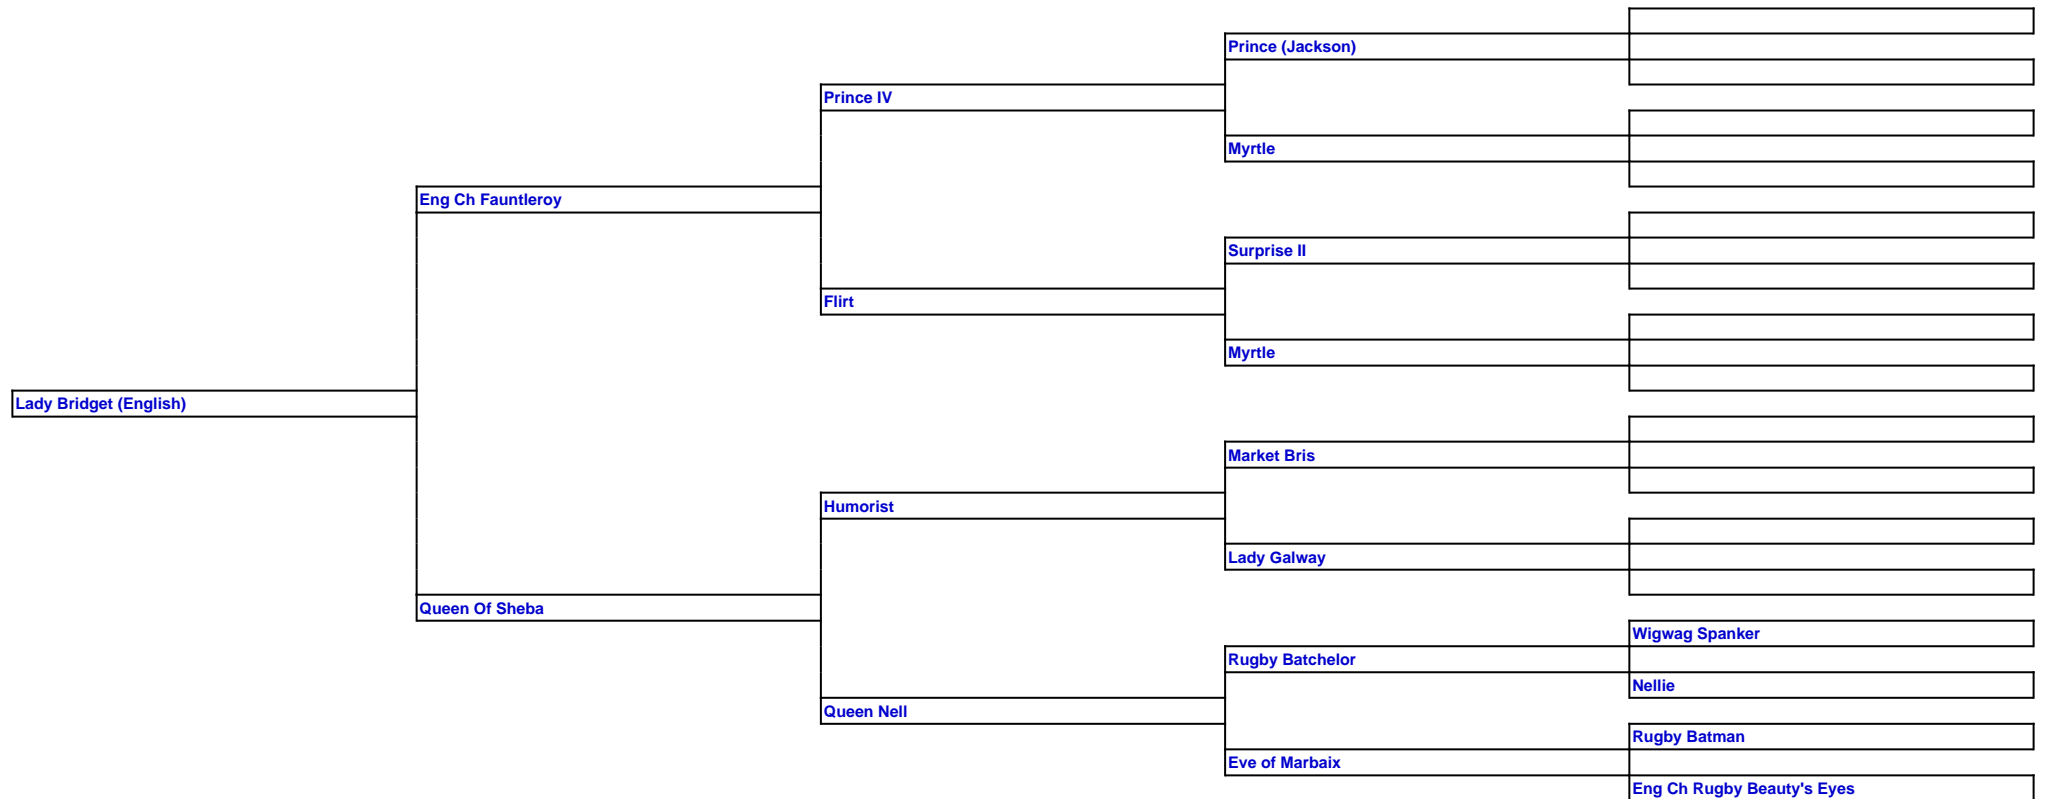 Prince (Jackson)
Prince IV
Myrtle
Eng Ch Fauntleroy
Surprise II
Flirt
Myrtle
Lady Bridget (English)
Market Bris
Humorist
Lady Galway
Queen Of Sheba
Wigwag Spanker
Rugby Batchelor
Nellie
Queen Nell
Rugby Batman
Eve of Marbaix
Eng Ch Rugby Beauty's Eyes